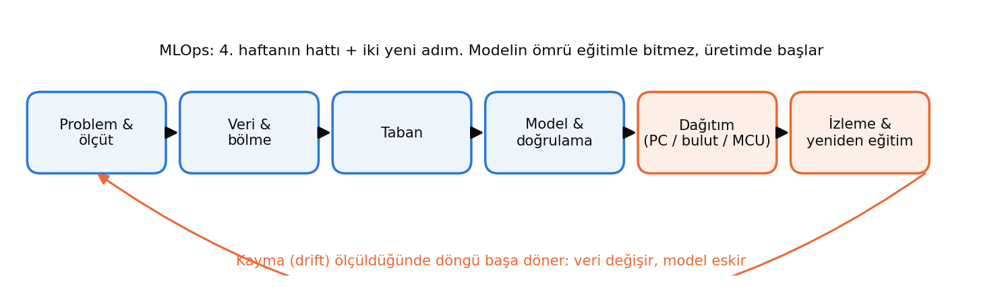 MLOps: 4. haftanın hattı + iki yeni adım. Modelin ömrü eğitimle bitmez, üretimde başlar
Problem &
ölçüt
Veri &
bölme
Taban
Model &
doğrulama
Dağıtım
(PC / bulut / MCU)
İzleme &
yeniden eğitim
Kayma (drift) ölçüldüğünde döngü başa döner: veri değişir, model eskir